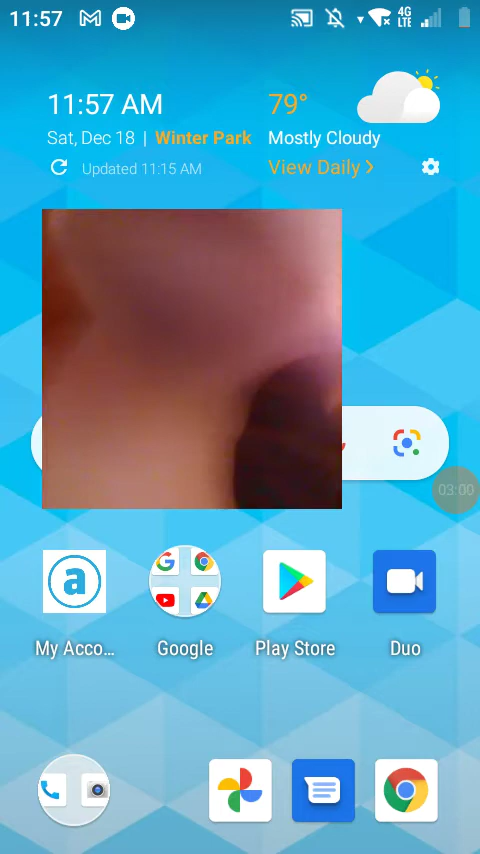 11:57
4G
LTE
11:57 AM
79°
Sat, Dec 18 | Winter Park
Mostly Cloudy
Updated 11:15 AM
View Daily >
03:00
a
G
My Acco...
Google
Play Store
Duo